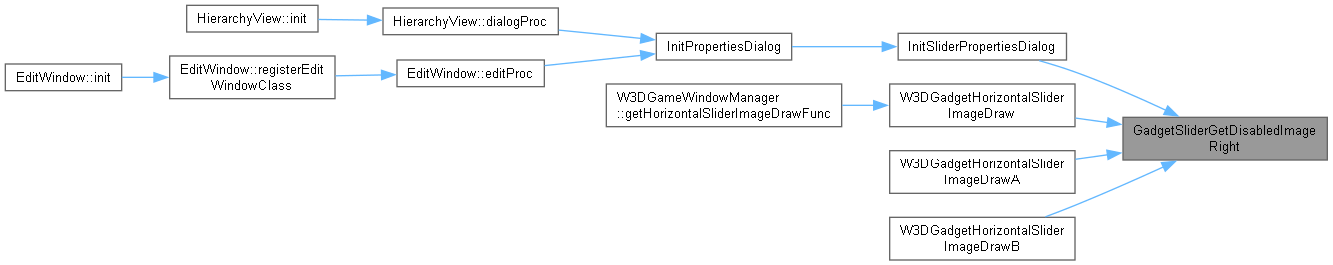 HierarchyView::init
HierarchyView::dialogProc
InitPropertiesDialog
InitSliderPropertiesDialog
EditWindow::init
EditWindow::registerEdit
WindowClass
EditWindow::editProc
W3DGameWindowManager
::getHorizontalSliderImageDrawFunc
W3DGadgetHorizontalSlider
ImageDraw
GadgetSliderGetDisabledImage
Right
W3DGadgetHorizontalSlider
ImageDrawA
W3DGadgetHorizontalSlider
ImageDrawB